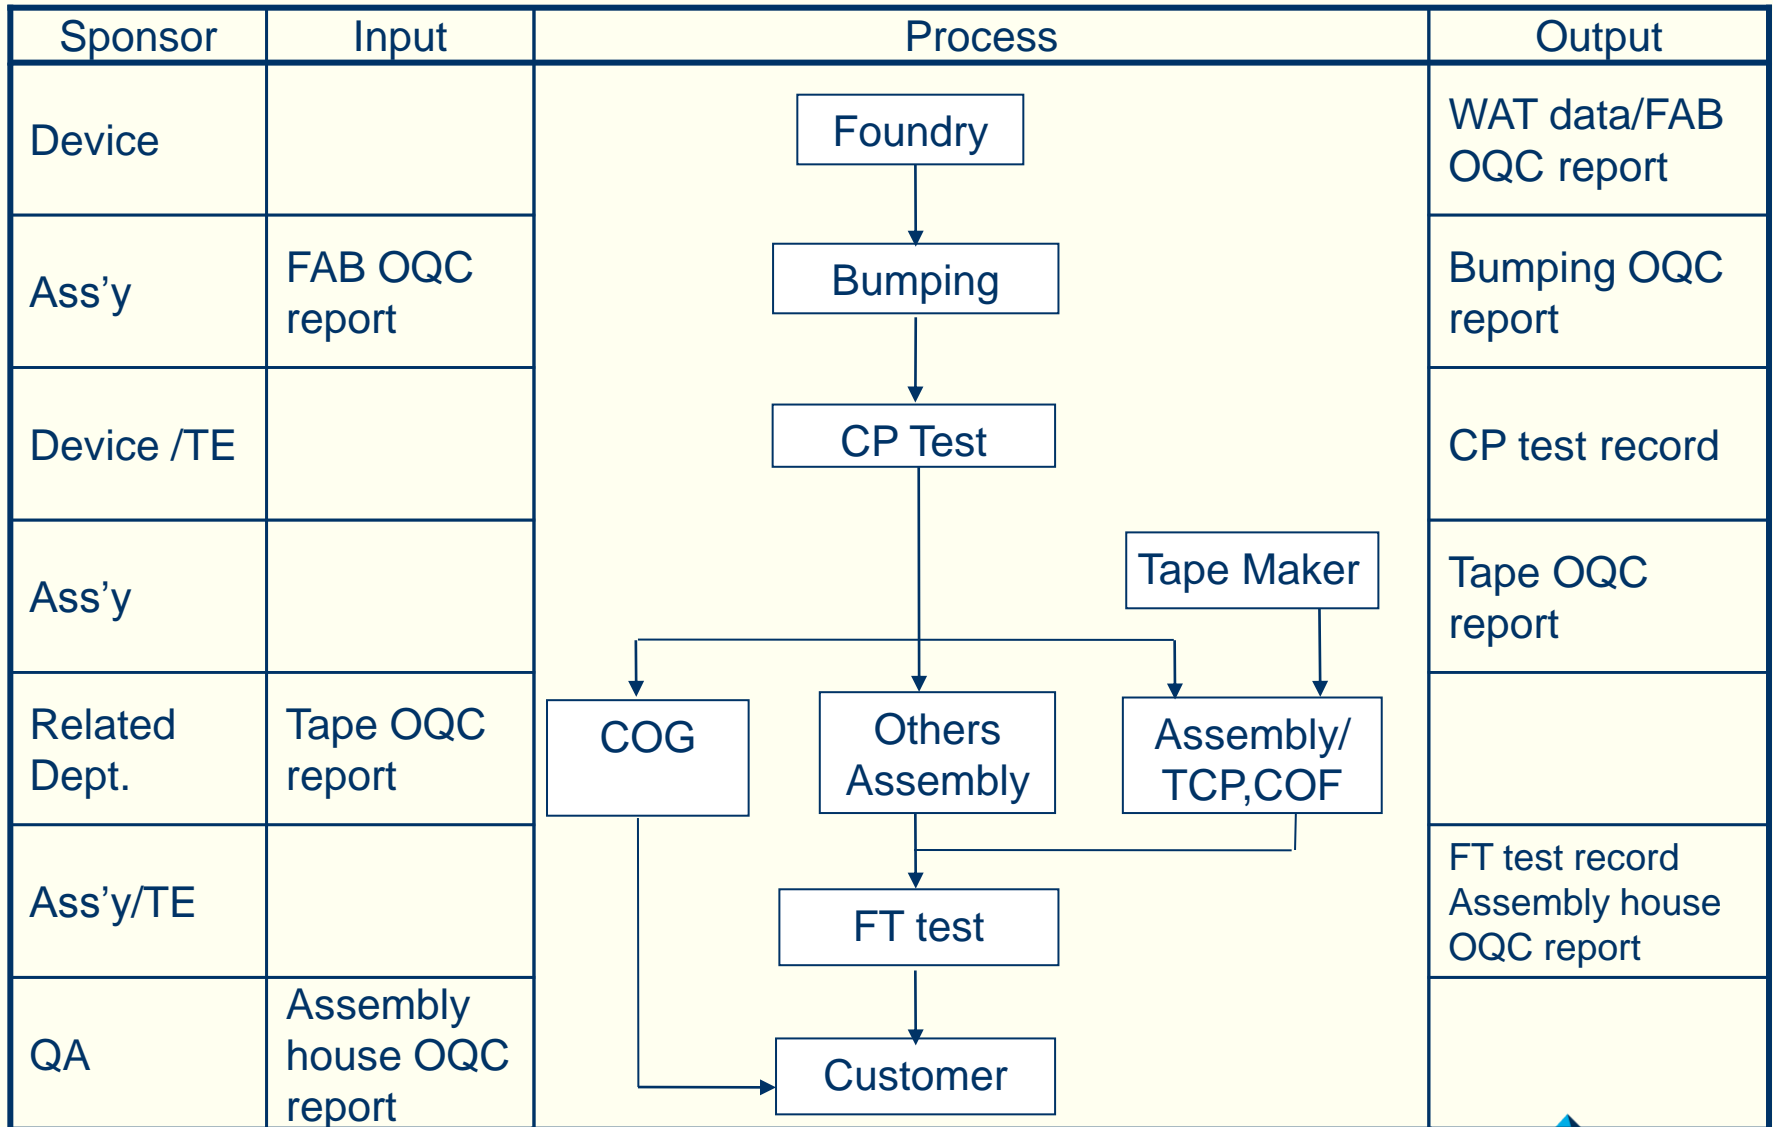 Sponsor
Input
Process
Output
Device
Foundry
WAT data/FAB
OQC report
Ass’y
FAB OQC
report
Bumping
Bumping OQC
report
Device /TE
CP Test
CP test record
Ass’y
Tape Maker
Tape OQC
report
Related
Dept.
Tape OQC
report
COG
Others
Assembly
Assembly/
TCP,COF
Ass’y/TE
FT test
FT test record
Assembly house
OQC report
QA
Assembly
house OQC
report
Customer